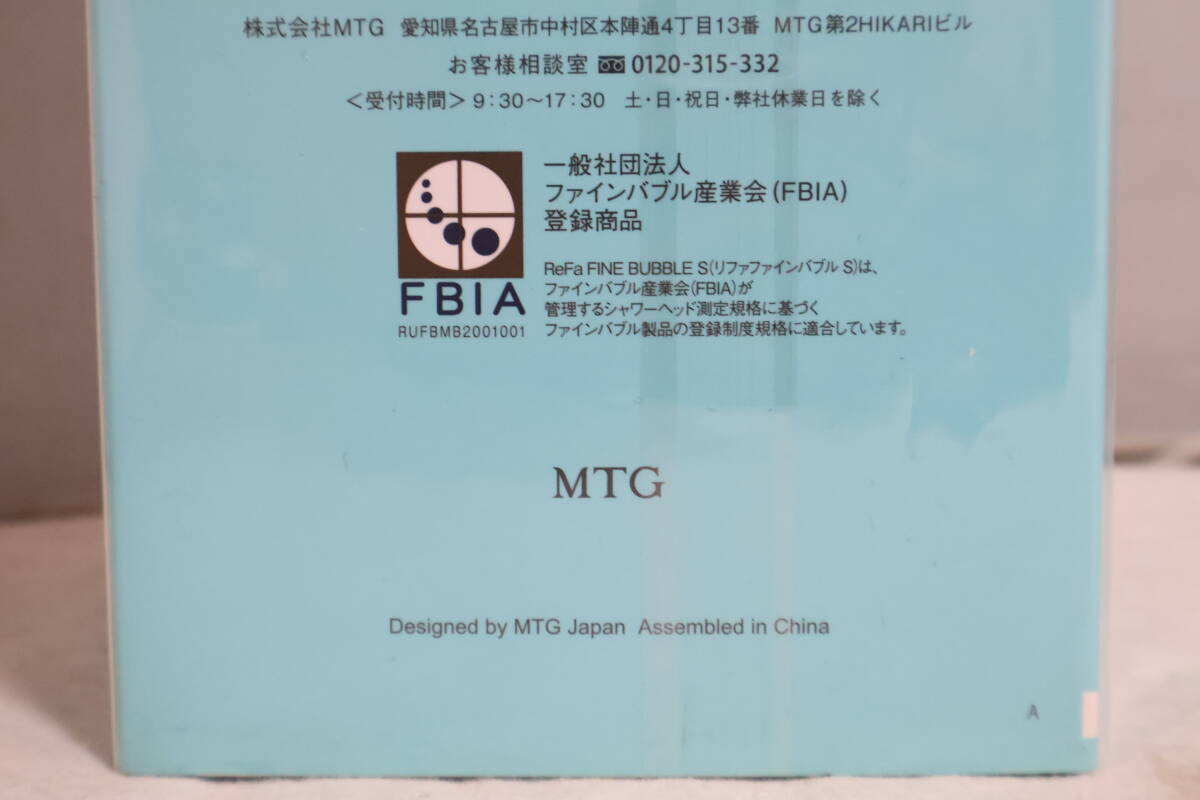 株式会社MTG 愛知県名古屋市中村区本陣通4丁目13番 MTG第2HIKARIビル
お客様相談室 0120-315-332
＜受付時間＞9:30～17:30 土・日・祝日・弊社休業日を除く
一般社団法人
ファインバブル産業会(FBIA)
登録商品
ReFa FINE BUBBLE S(リファファインバブル S)は、
ファインバブル産業会(FBIA)が
管理するシャワーヘッド測定規格に基づく
ファインバブル製品の登録制度規格に適合しています。
FBIA
RUFBMB2001001
MTG
Designed by MTG Japan Assembled in China
A